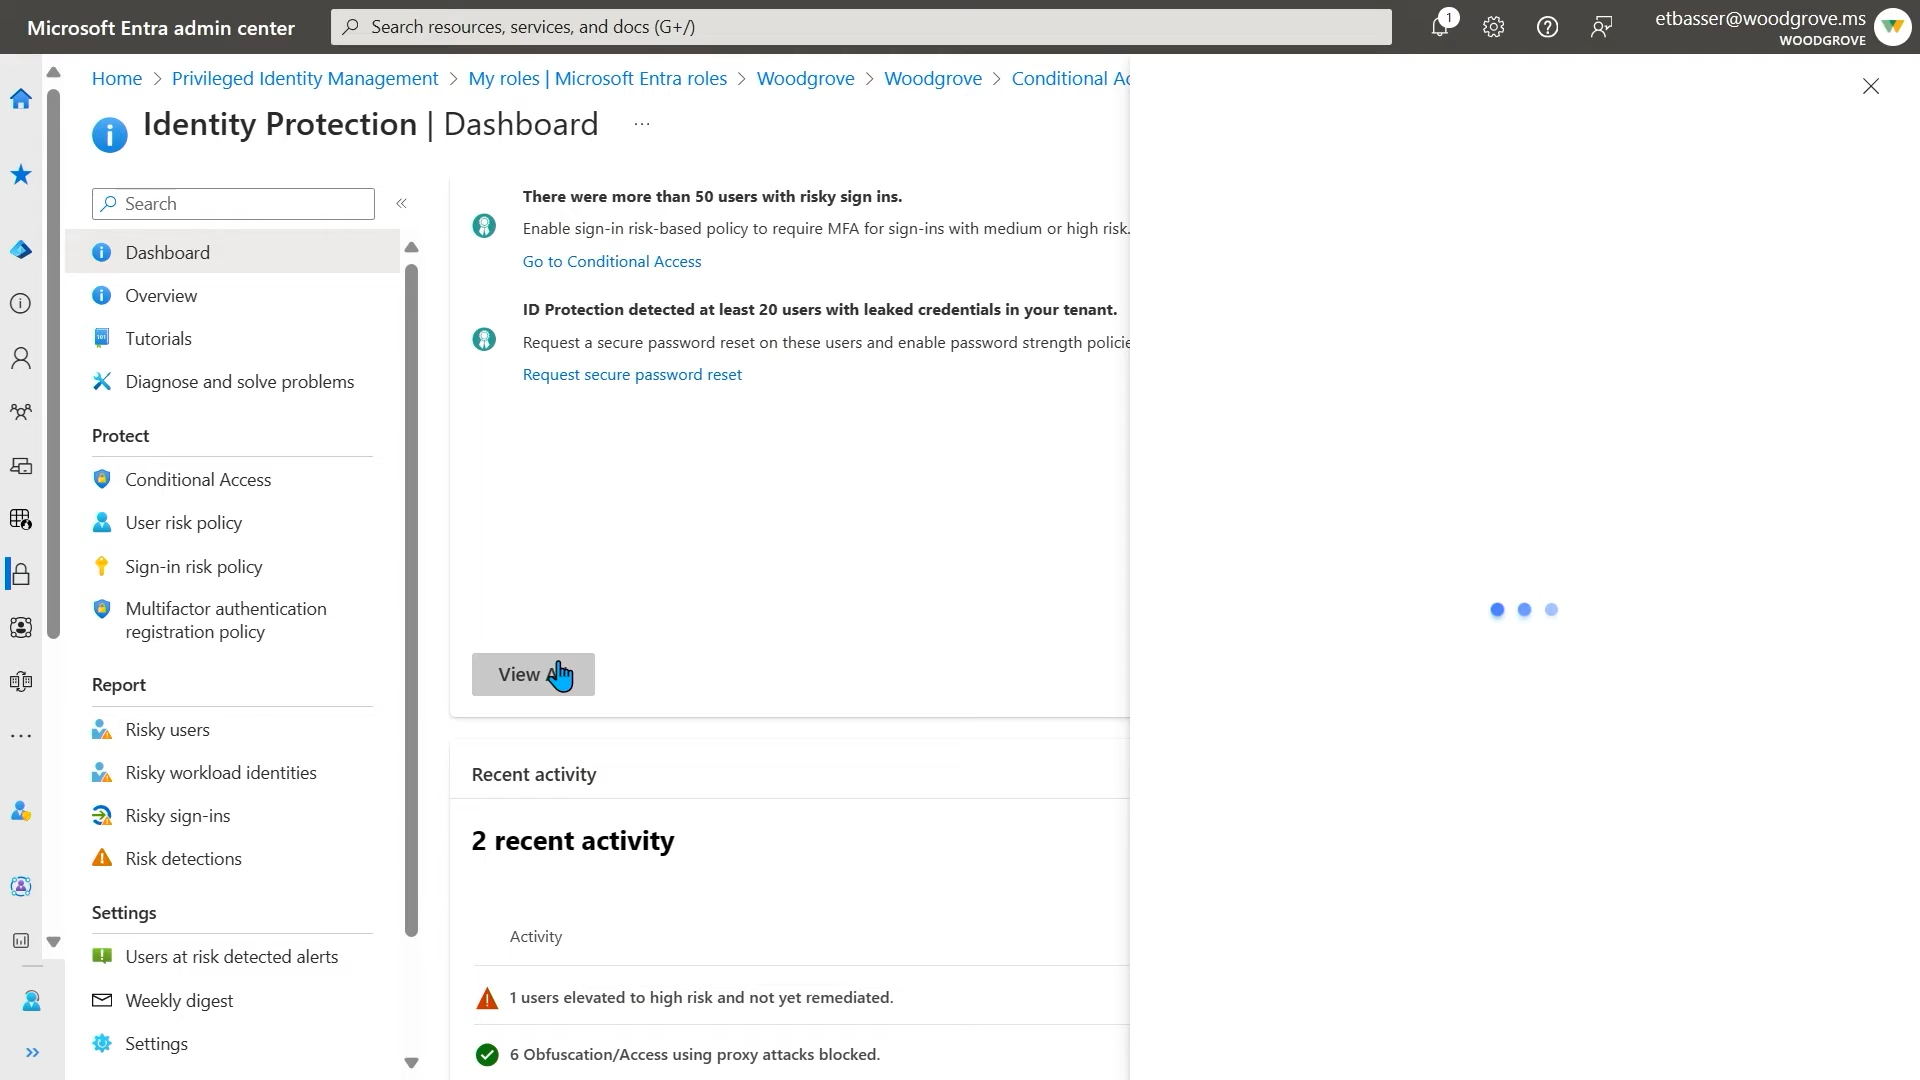 Microsoft Entra admin center
Search resources, services, and docs (G+/)
1
etbasser@woodgrove.ms
WOODGROVE
Home > Privileged Identity Management > My roles | Microsoft Entra roles > Woodgrove > Woodgrove > Conditional Ac
Identity Protection | Dashboard ...
Search
«
Dashboard
Overview
Tutorials
Diagnose and solve problems
Protect
Conditional Access
User risk policy
Sign-in risk policy
Multifactor authentication
registration policy
Report
Risky users
Risky workload identities
Risky sign-ins
Risk detections
Settings
Users at risk detected alerts
Weekly digest
Settings
There were more than 50 users with risky sign ins.
Enable sign-in risk-based policy to require MFA for sign-ins with medium or high risk.
Go to Conditional Access
ID Protection detected at least 20 users with leaked credentials in your tenant.
Request a secure password reset on these users and enable password strength policie
Request secure password reset
View
Recent activity
2 recent activity
Activity
1 users elevated to high risk and not yet remediated.
6 Obfuscation/Access using proxy attacks blocked.